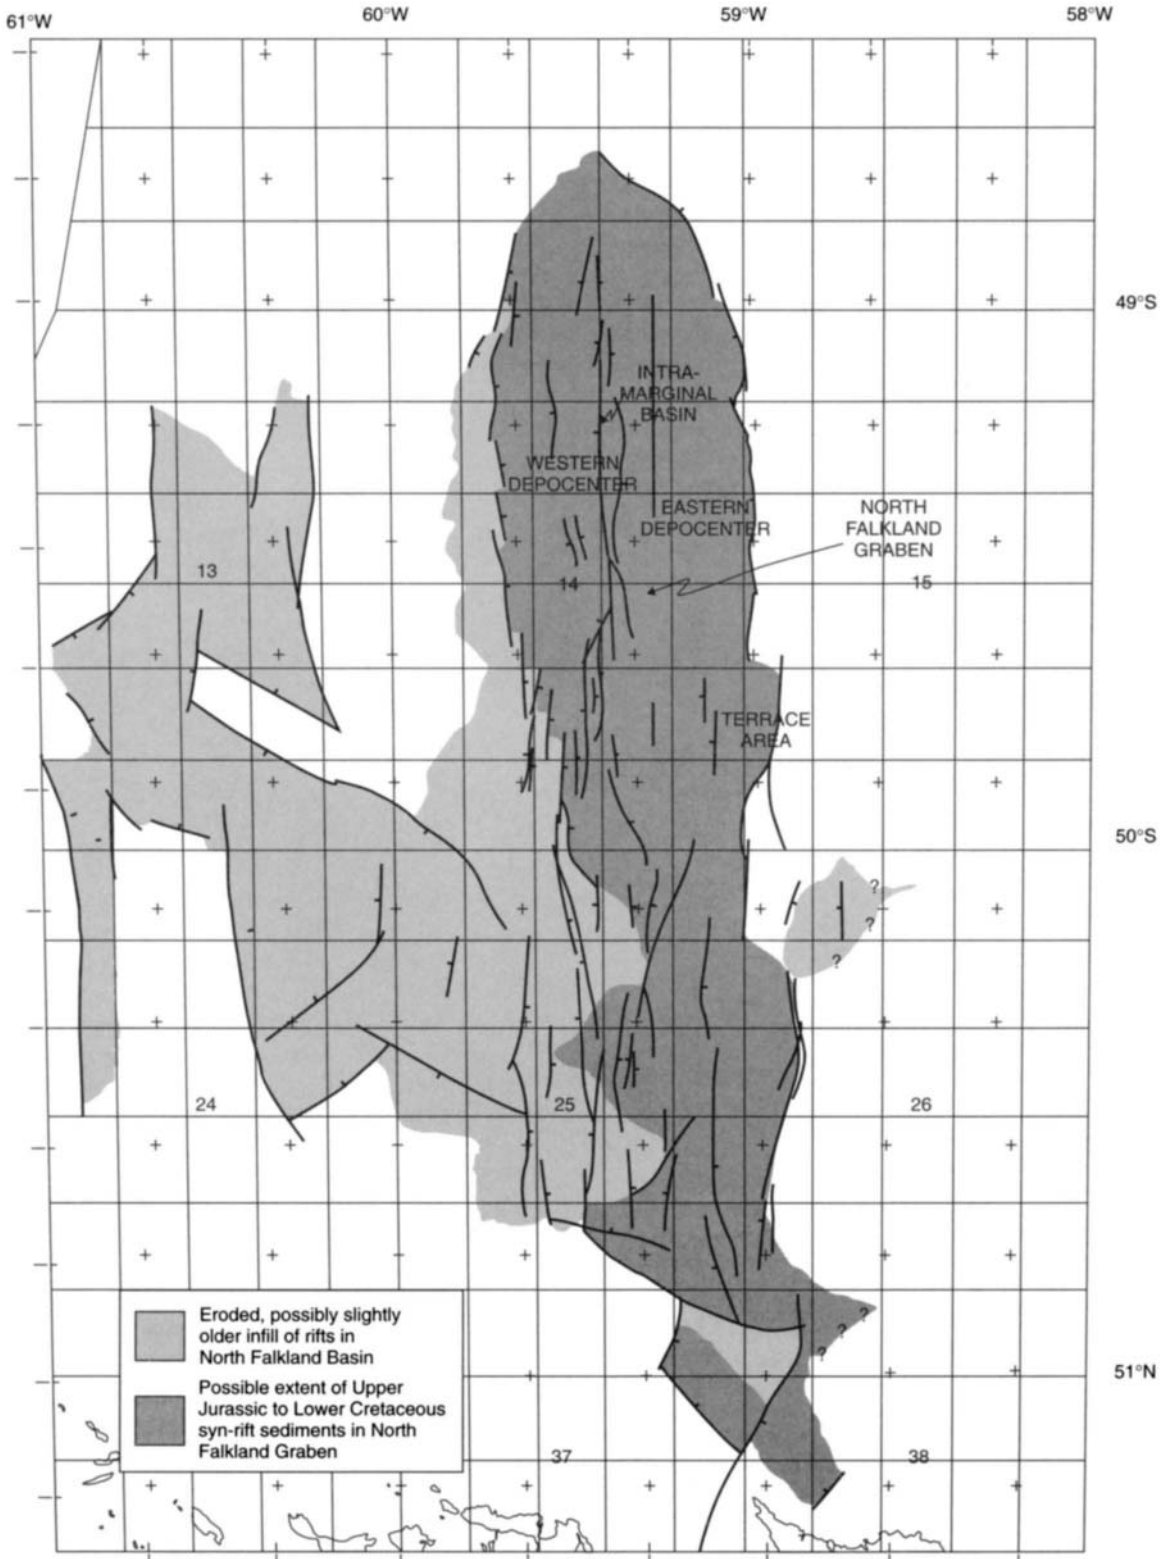 61°W 60°W 59°W 58°W
49°S
INTRA-
MARGINAL
BASIN
WESTERN
DEPOCENTER
EASTERN
DEPOCENTER
NORTH
FALKLAND
GRABEN
13 14 15
TERRACE
AREA
50°S
?
?
?
24 25 26
?
?
?
Eroded, possibly slightly
older infill of rifts in
North Falkland Basin
51°N
Possible extent of Upper
Jurassic to Lower Cretaceous
syn-rift sediments in North
Falkland Graben
37 38